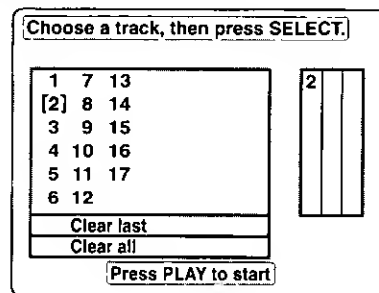 Choose a track, then press SELECT.
1 7 13
[2] 8 14
3 9 15
4 10 16
5 11 17
6 12
2
Clear last
Clear all
Press PLAY to start